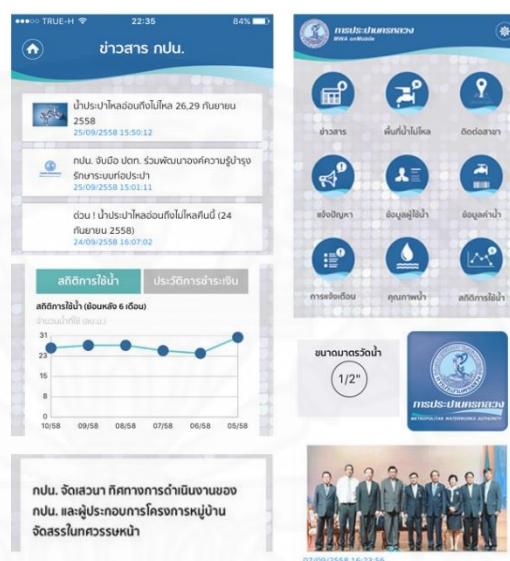 ●●●○○ TRUE-H 22:35 84%
ข่าวสาร กปน.
น้ำประปาไหลอ่อนถึงไม่ไหล 26,29 กันยายน
2558
25/09/2558 15:50:12
กปน. จับมือ ปตท. ร่วมพัฒนาองค์ความรู้บำรุง
รักษาระบบท่อประปา
25/09/2558 15:01:11
ด่วน ! น้ำประปาไหลอ่อนถึงไม่ไหลคืนนี้ (24
กันยายน 2558)
24/09/2558 16:07:02
สถิติการใช้น้ำ ประวัติการชำระเงิน
สถิติการใช้น้ำ (ย้อนหลัง 6 เดือน)
จำนวนน้ำที่ใช้ (ลบ.ม.)
31
23
15
8
0
10/58 09/58 08/58 07/58 06/58 05/58
กปน. จัดเสวนา ทิศทางการดำเนินงานของ
กปน. และผู้ประกอบการโครงการหมู่บ้าน
จัดสรรในทศวรรษหน้า
การประปานครหลวง
MWA onMobile
ข่าวสาร พื้นที่น้ำไม่ไหล ติดต่อสาขา
แจ้งปัญหา ข้อมูลผู้ใช้น้ำ ข้อมูลค่าน้ำ
การแจ้งเตือน คุณภาพน้ำ สถิติการใช้น้ำ
ขนาดมาตรวัดน้ำ
1/2"
การประปานครหลวง
METROPOLITAN WATERWORKS AUTHORITY
07/09/2558 16:23:56